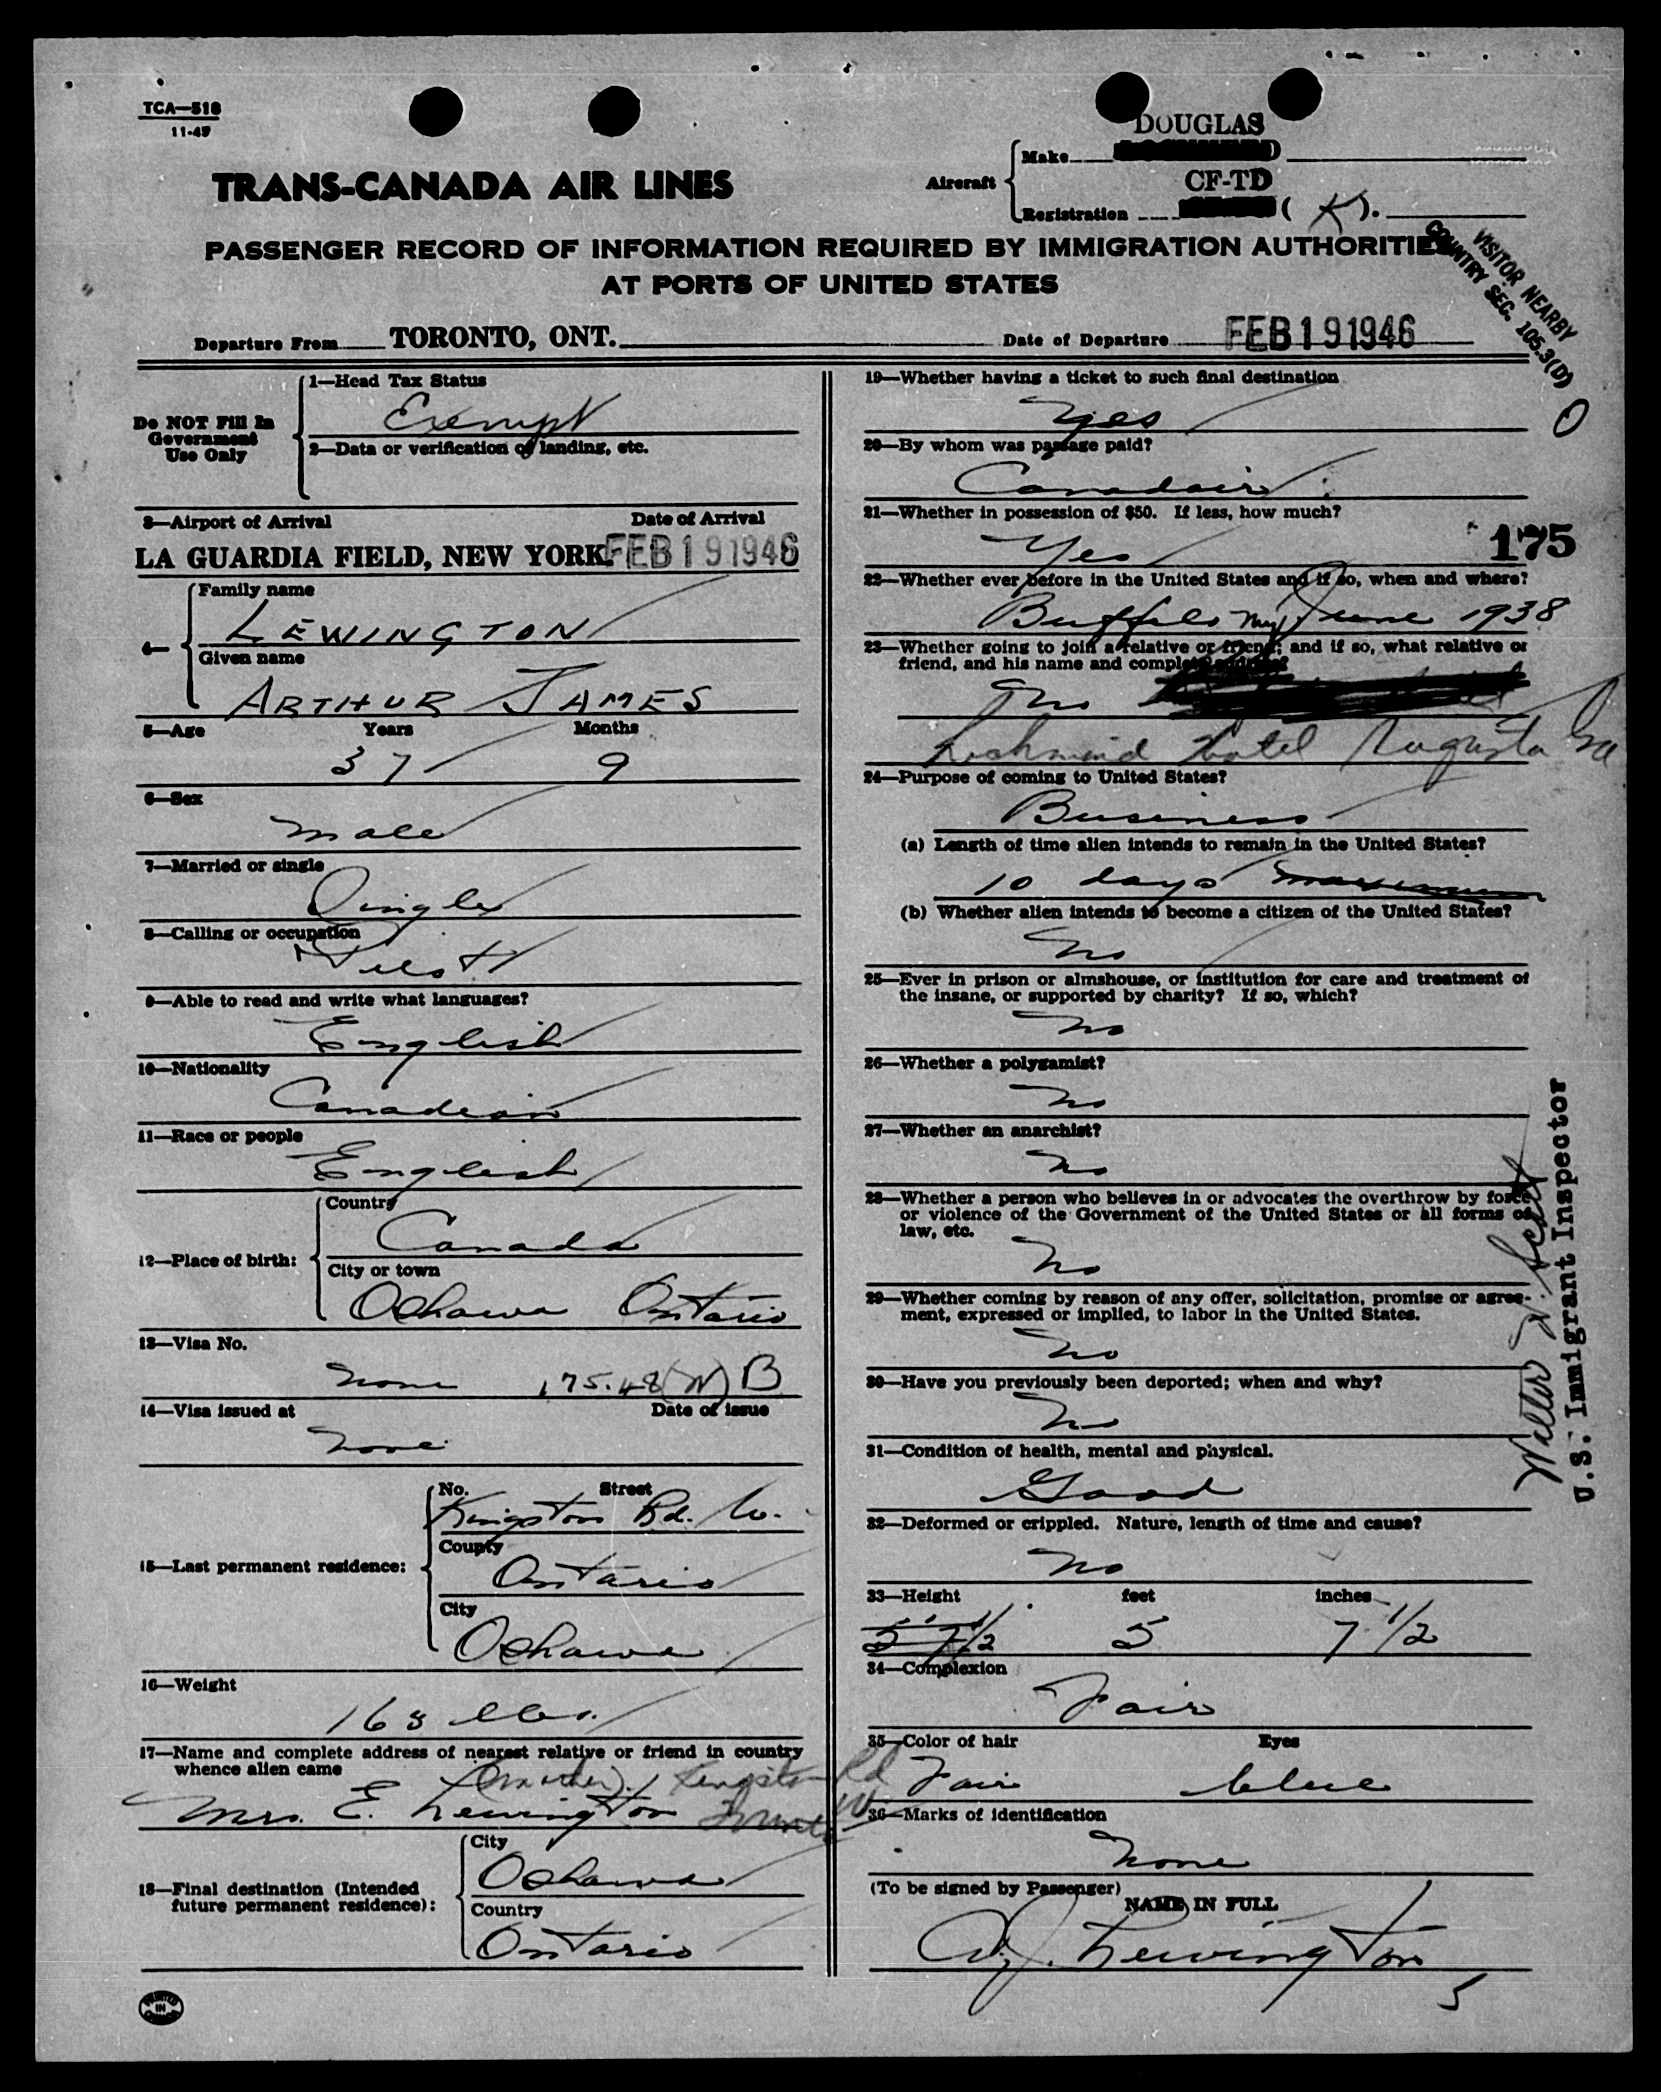 TCA—518
11-45
DOUGLAS
Aircraft
Make
TRANS-CANADA AIR LINES
CF-TD
Registration ( K ).
PASSENGER RECORD OF INFORMATION REQUIRED BY IMMIGRATION AUTHORITIES
AT PORTS OF UNITED STATES
VISITOR NEARBY
COUNTRY SEC. 105.3(D)
Departure From TORONTO, ONT. Date of Departure FEB 19 1946
Do NOT Fill In
Government
Use Only
1—Head Tax Status
Exempt
2—Data or verification of landing, etc.
3—Airport of Arrival Date of Arrival
LA GUARDIA FIELD, NEW YORK. FEB 19 1946
4—
Family name
LEWINGTON
Given name
ARTHUR JAMES
5—Age Years Months
37 9
6—Sex
male
7—Married or single
Single
8—Calling or occupation
Pilot
9—Able to read and write what languages?
English
10—Nationality
Canadian
11—Race or people
English
12—Place of birth:
Country
Canada
City or town
Oshawa Ontario
13—Visa No.
None 175.48 (N) B
14—Visa issued at Date of issue
None
15—Last permanent residence:
No. Street
Kingston Rd. W.
County
Ontario
City
Oshawa
16—Weight
168 lbs.
17—Name and complete address of nearest relative or friend in country
whence alien came
(mother) Kingston Rd
Mrs. E. Lewington W
18—Final destination (Intended
future permanent residence):
City
Oshawa
Country
Ontario
19—Whether having a ticket to such final destination
Yes
20—By whom was passage paid?
Canadair
21—Whether in possession of $50. If less, how much?
Yes 175
22—Whether ever before in the United States and if so, when and where?
Buffalo N.Y. June 1938
23—Whether going to join a relative or friend; and if so, what relative or
friend, and his name and complete address?
No
Richmond Hotel Augusta Ga
24—Purpose of coming to United States?
Business
(a) Length of time alien intends to remain in the United States?
10 days maximum
(b) Whether alien intends to become a citizen of the United States?
No
25—Ever in prison or almshouse, or institution for care and treatment of
the insane, or supported by charity? If so, which?
No
26—Whether a polygamist?
No
27—Whether an anarchist?
No
28—Whether a person who believes in or advocates the overthrow by force
or violence of the Government of the United States or all forms of
law, etc.
No
29—Whether coming by reason of any offer, solicitation, promise or agree-
ment, expressed or implied, to labor in the United States.
No
30—Have you previously been deported; when and why?
No
31—Condition of health, mental and physical.
Good
32—Deformed or crippled. Nature, length of time and cause?
No
33—Height feet inches
5' 7 1/2 5 7 1/2
34—Complexion
Fair
35—Color of hair Eyes
Fair blue
36—Marks of identification
None
(To be signed by Passenger)
NAME IN FULL
A.J. Lewington
U.S. Immigrant Inspector
PRINTED
IN
CANADA